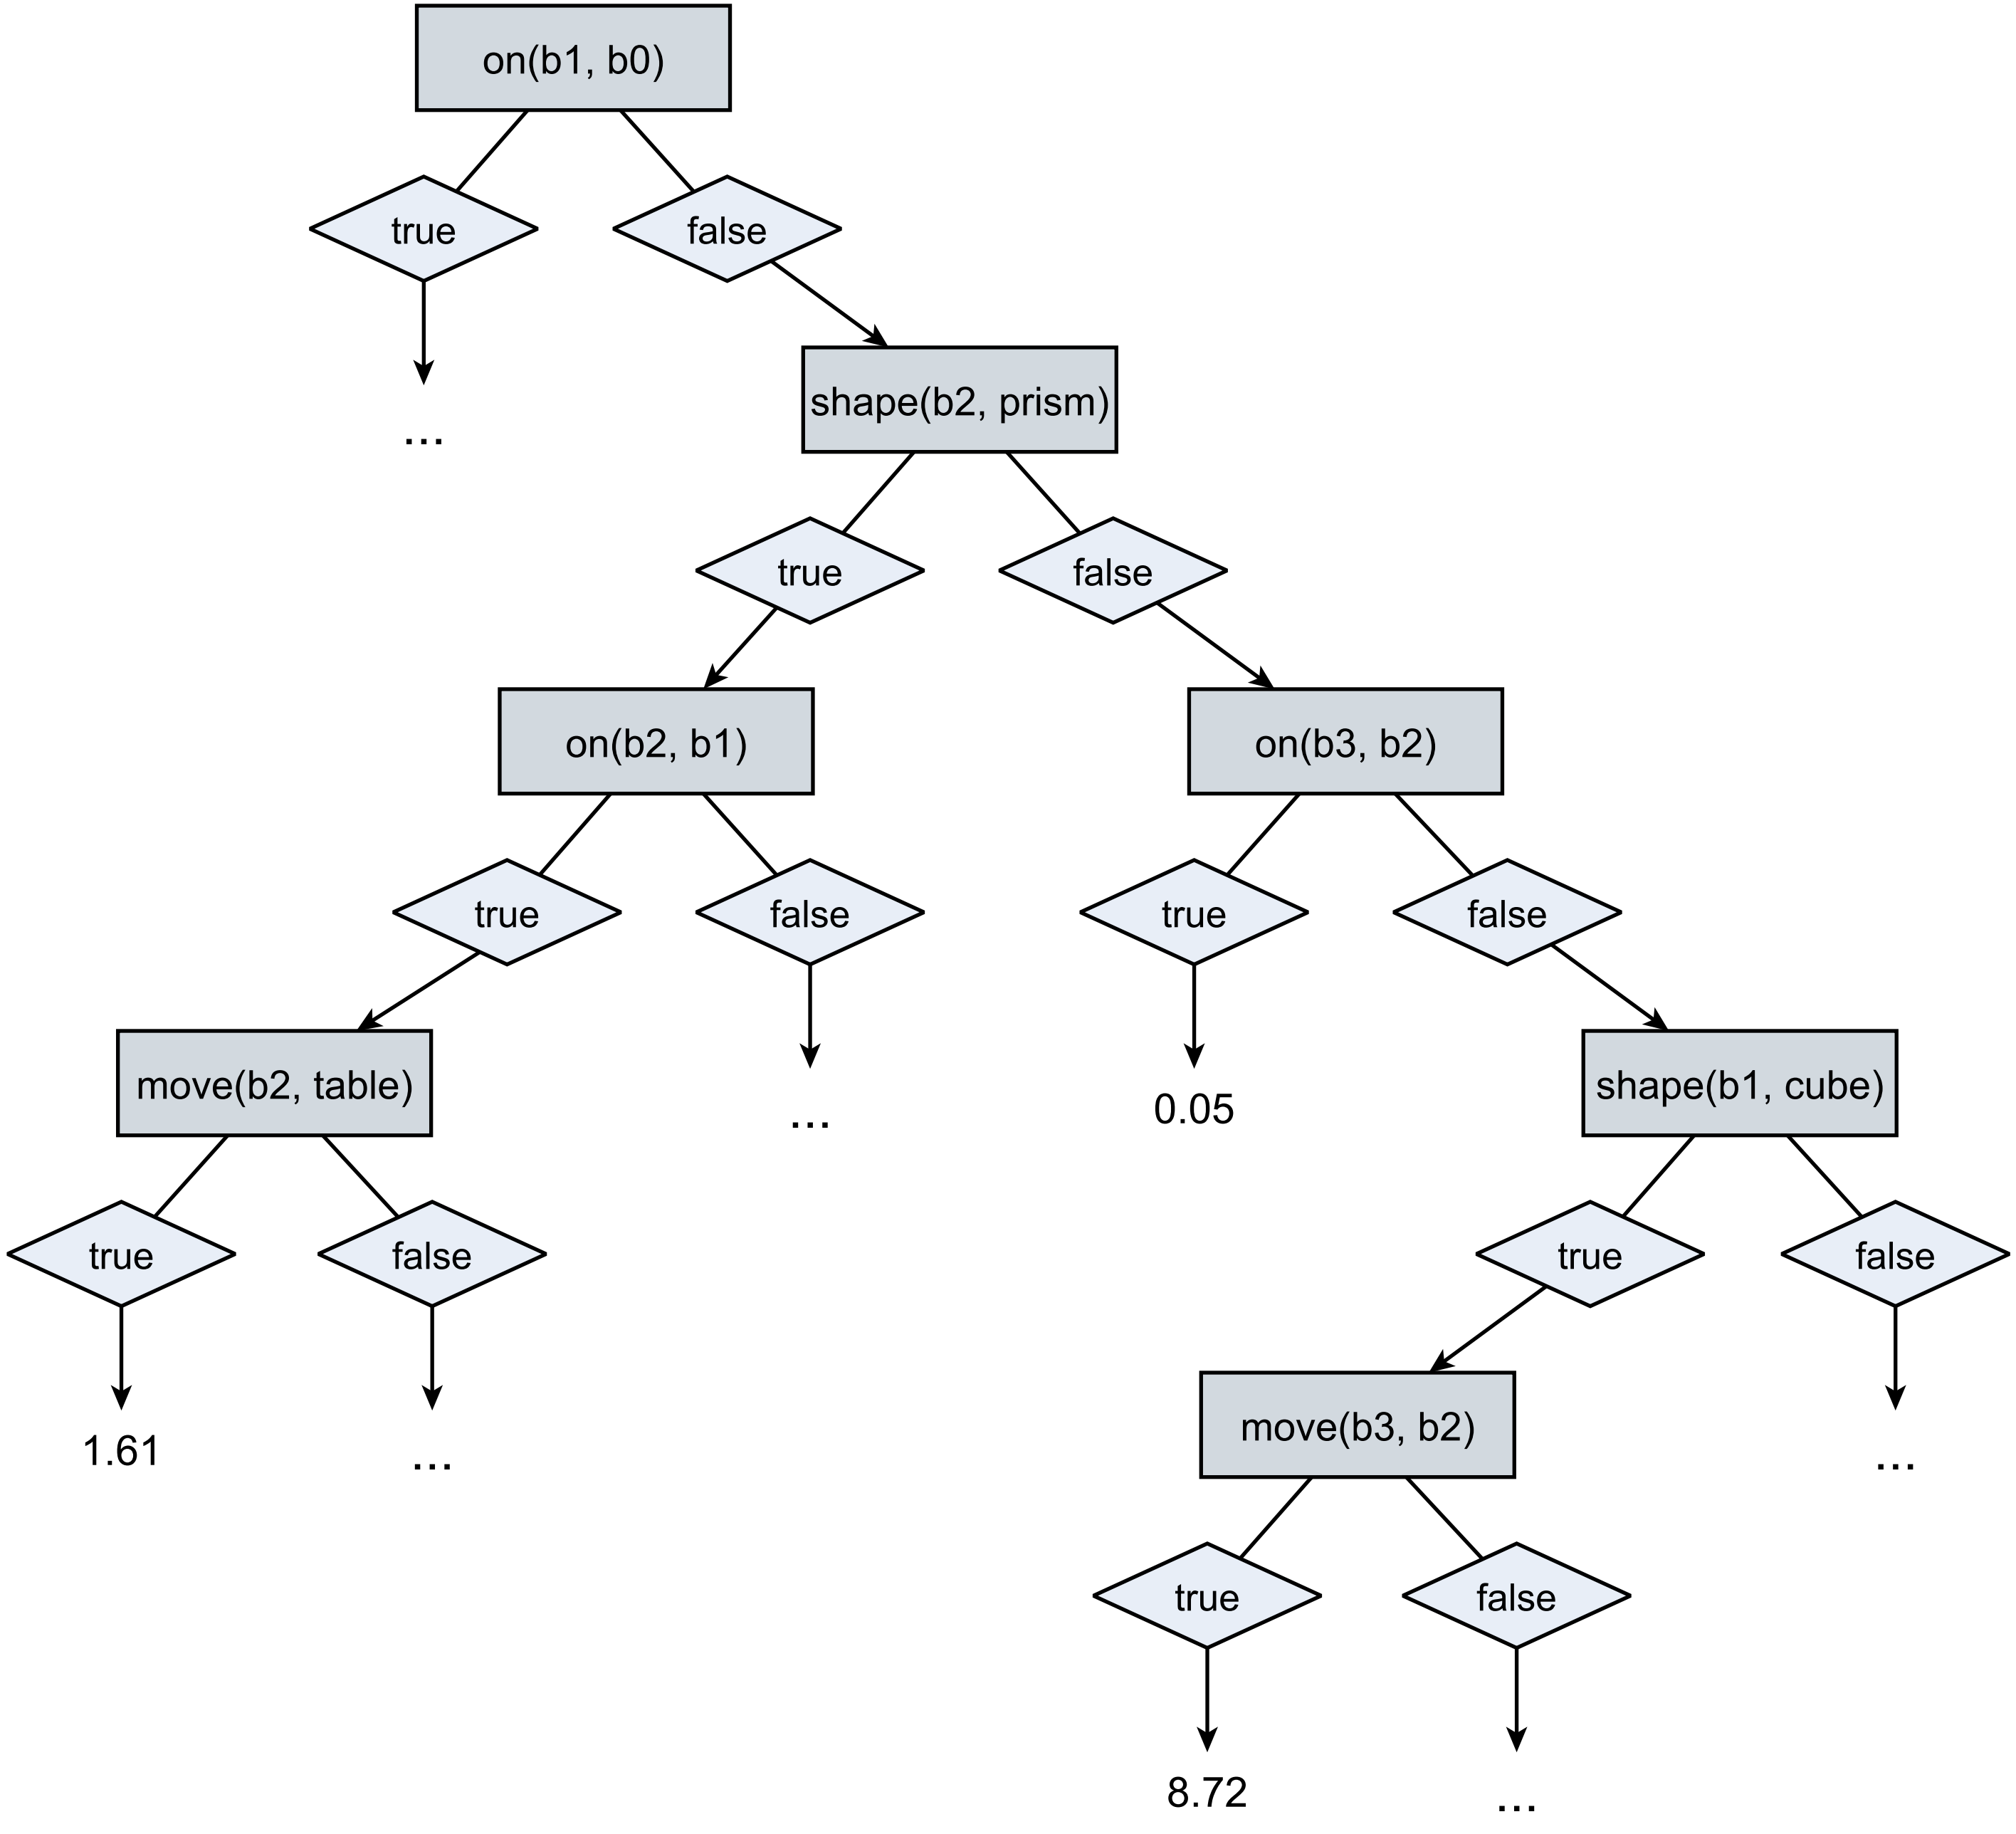 on(b1, b0)
true
false
...
shape(b2, prism)
true
false
on(b2, b1)
on(b3, b2)
true
false
true
false
move(b2, table)
...
0.05
shape(b1, cube)
true
false
true
false
1.61
...
move(b3, b2)
...
true
false
8.72
...